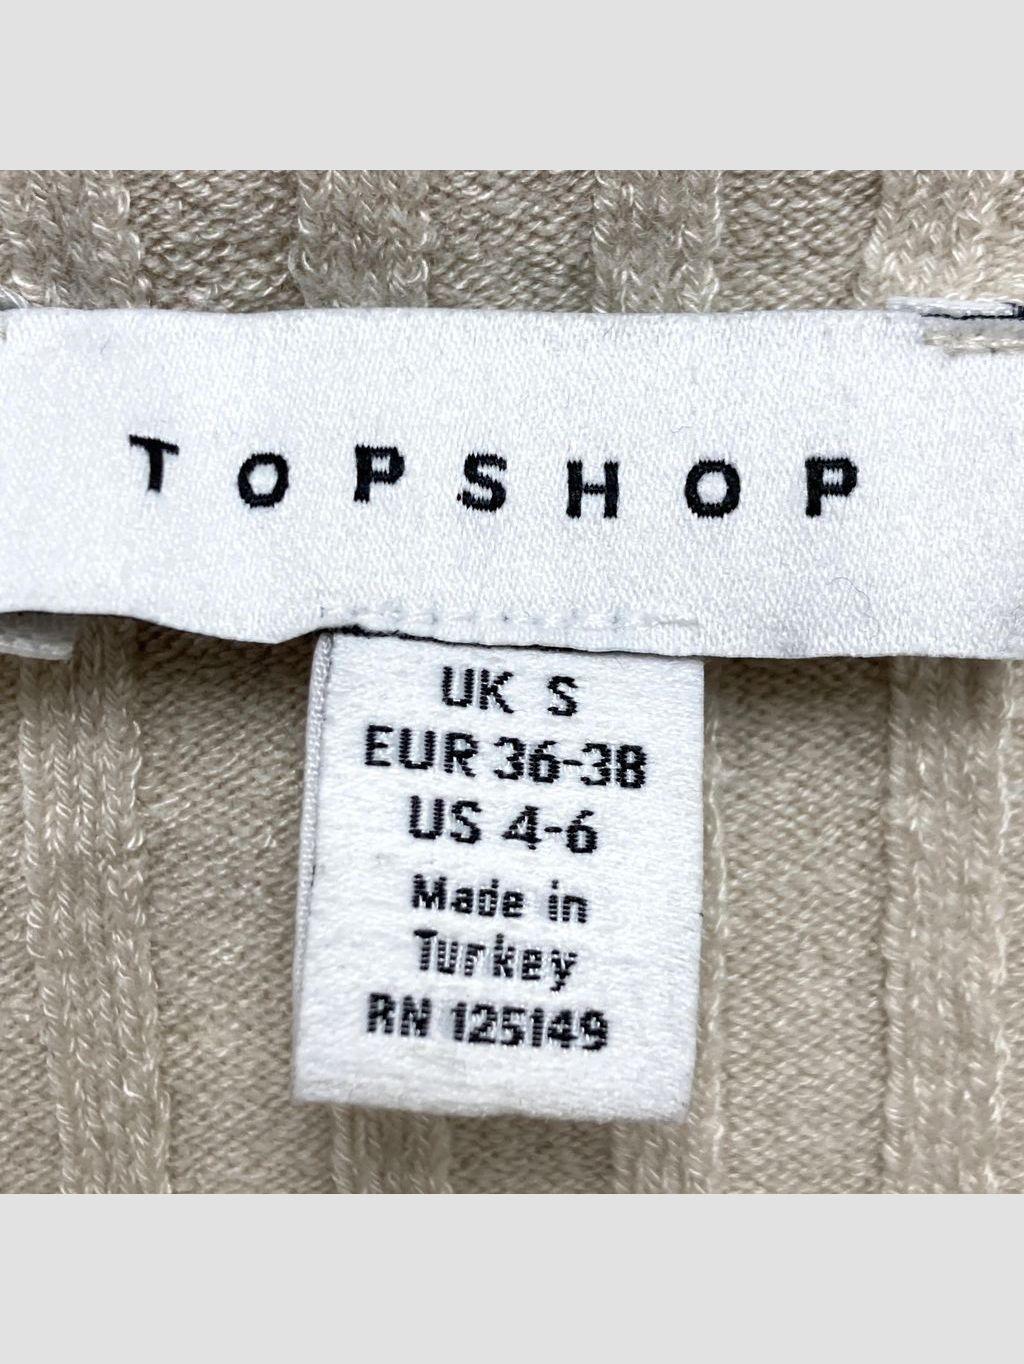 TOPSHOP
UK S
EUR 36-38
US 4-6
Made in
Turkey
RN 125149